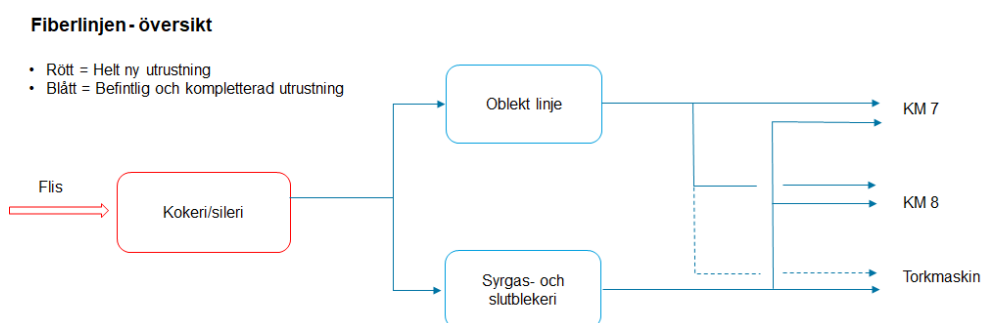 Fiberlinjen - översikt
• Rött = Helt ny utrustning
• Blått = Befintlig och kompletterad utrustning
Oblekt linje
KM 7
Flis
Kokeri/sileri
KM 8
Syrgas- och
slutblekeri
Torkmaskin